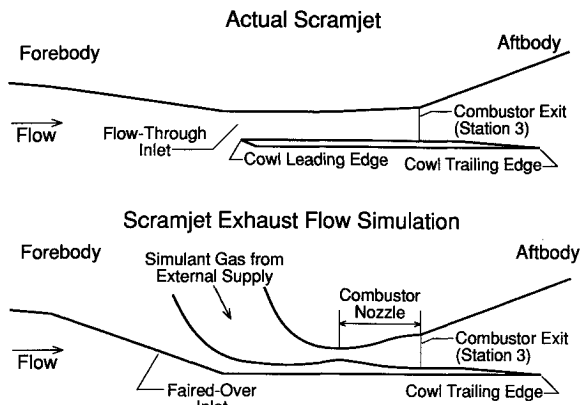 Actual Scramjet
Forebody
Aftbody
Flow
Flow-Through
Inlet
Combustor Exit
(Station 3)
Cowl Leading Edge
Cowl Trailing Edge
Scramjet Exhaust Flow Simulation
Forebody
Simulant Gas from
External Supply
Aftbody
Combustor
Nozzle
Flow
Combustor Exit
(Station 3)
Faired-Over
Inlet
Cowl Trailing Edge